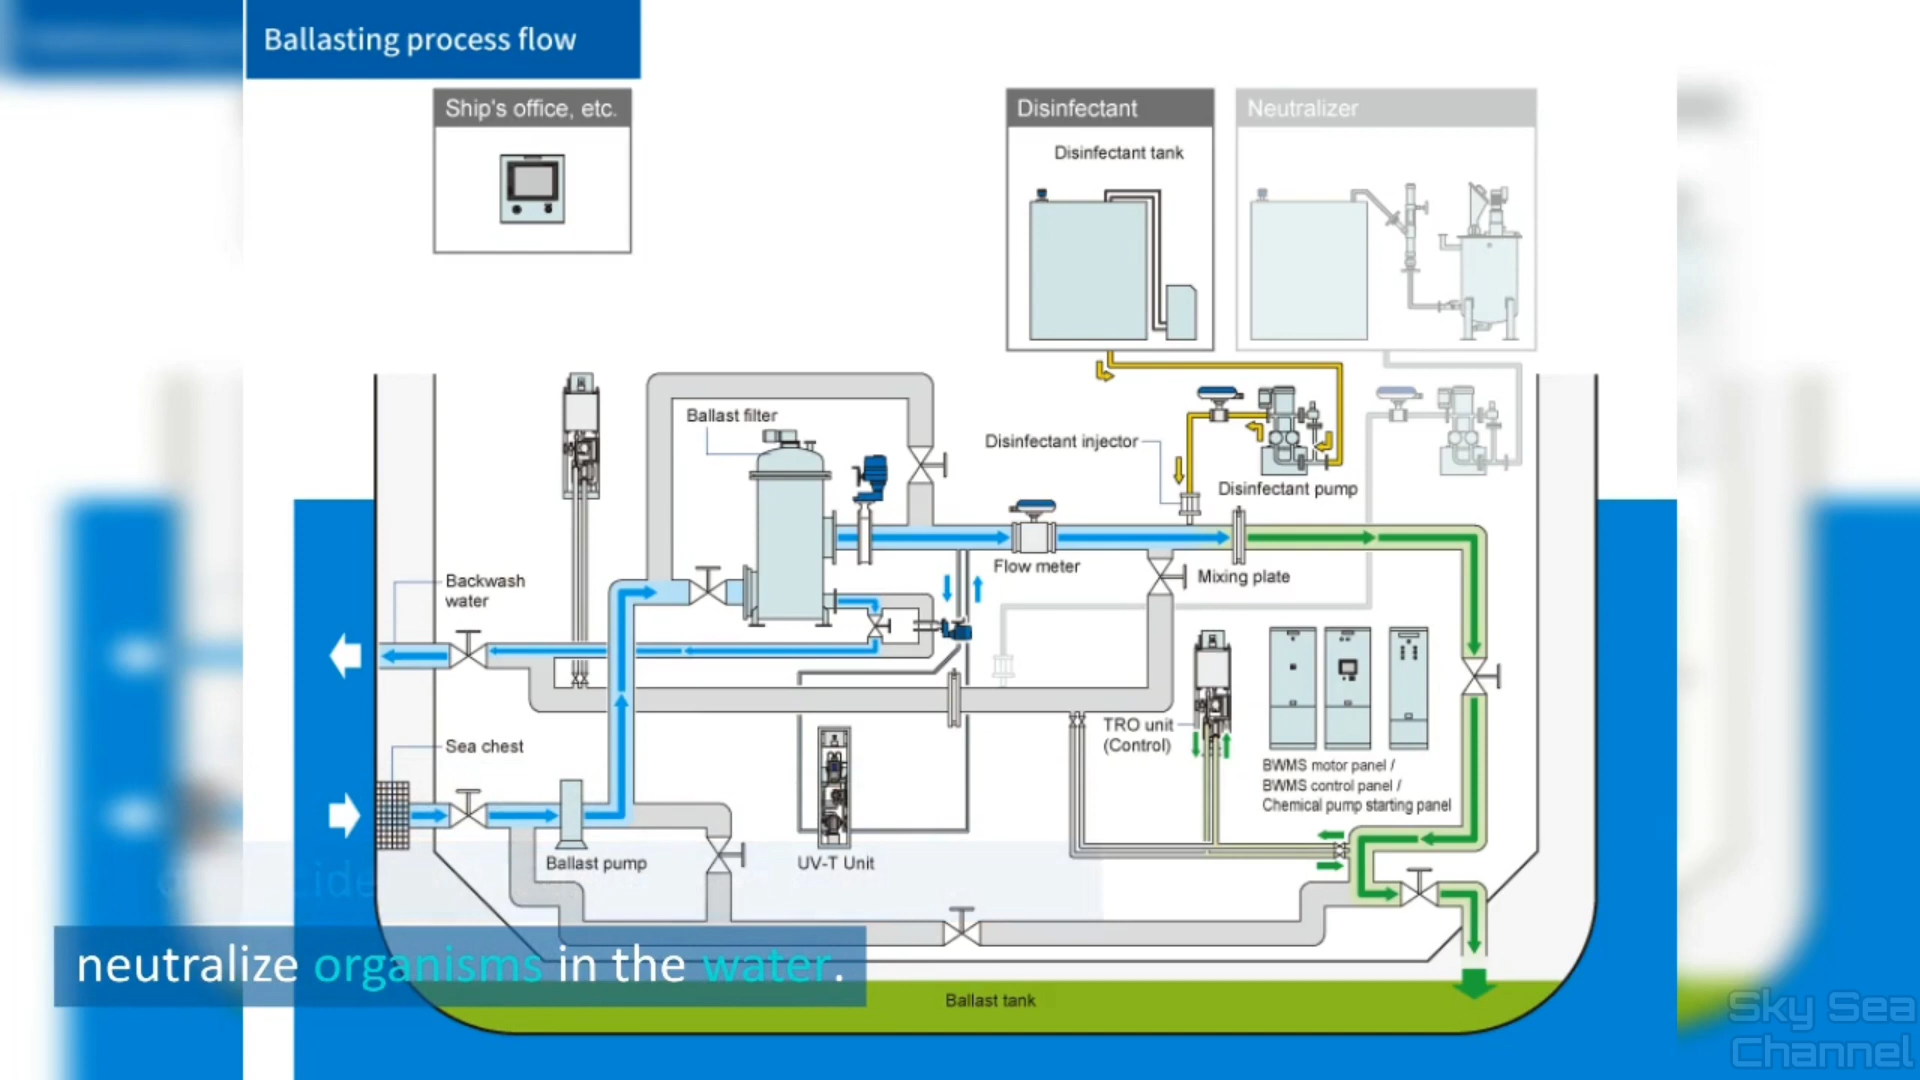 Ballasting process flow
Ship's office, etc.
Disinfectant
Neutralizer
Disinfectant tank
Ballast filter
Disinfectant injector
Disinfectant pump
Flow meter
Mixing plate
Backwash
water
Sea chest
TRO unit
(Control)
BWMS motor panel /
BWMS control panel /
Chemical pump starting panel
Ballast pump
UV-T Unit
neutralize organisms in the water.
Ballast tank
Sky Sea
Channel